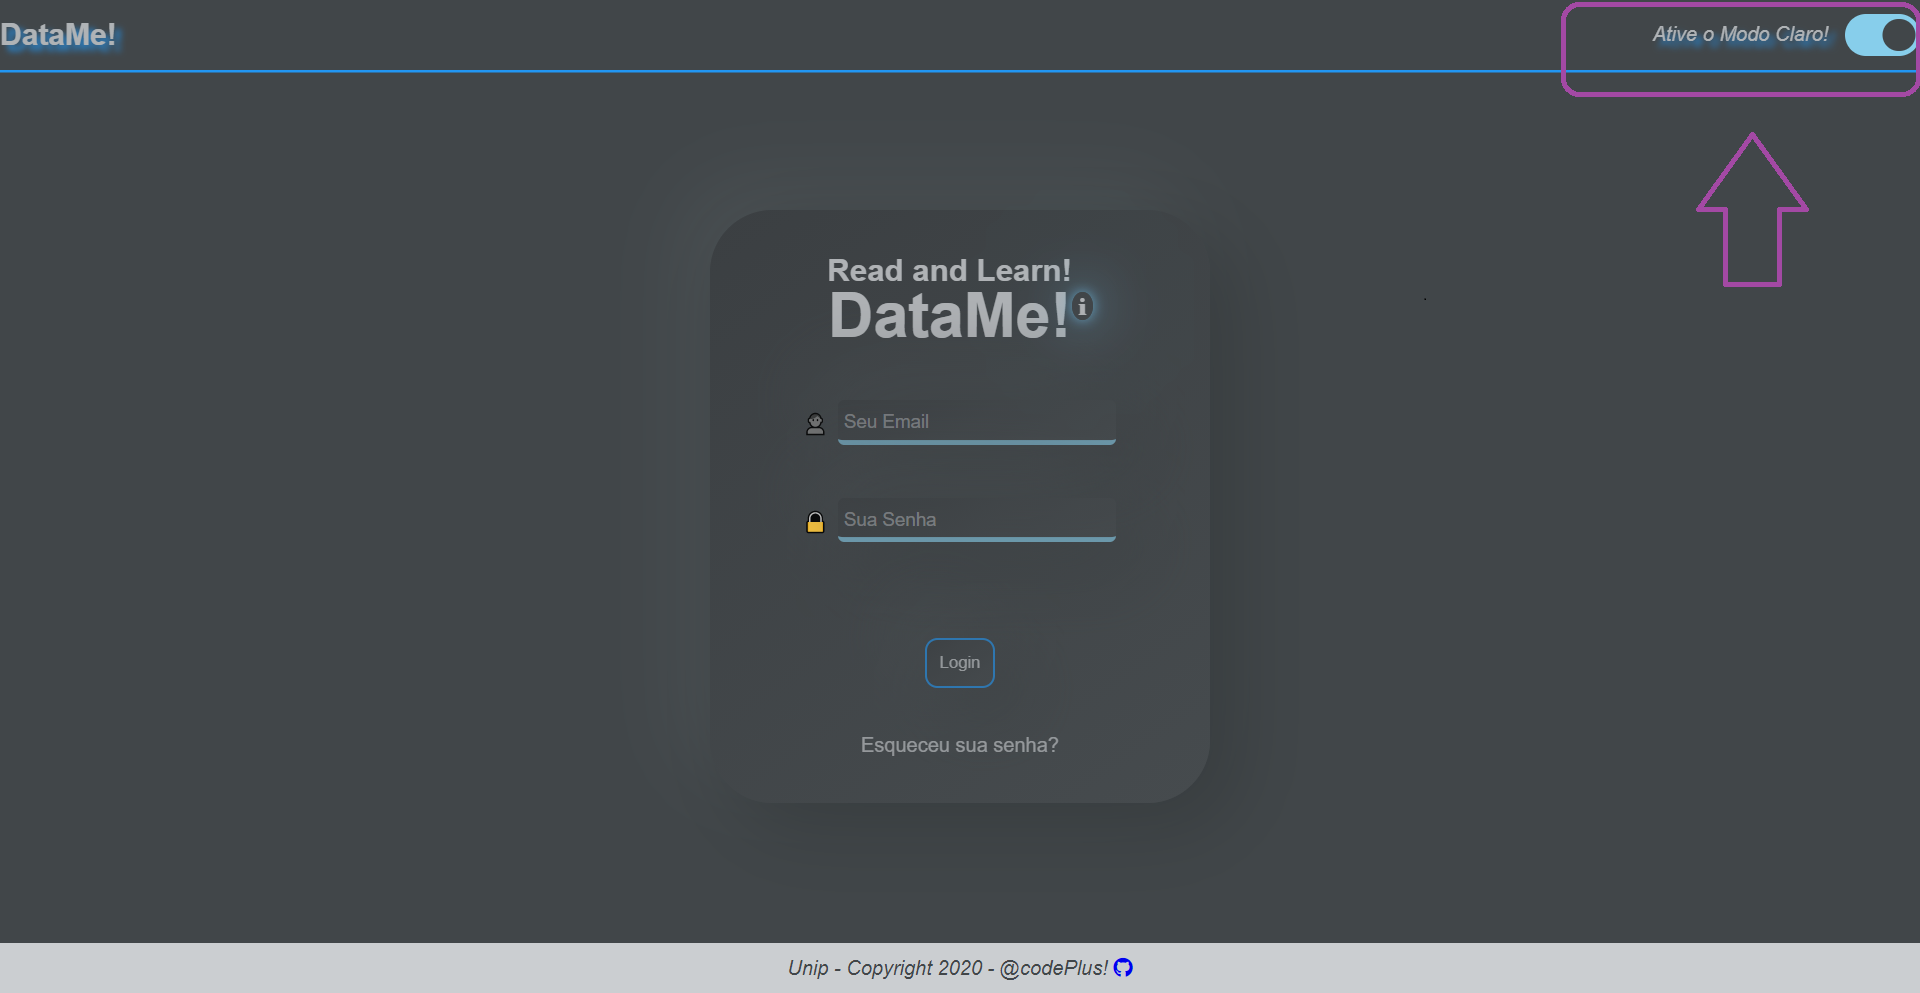 DataMe!
Ative o Modo Claro!
Read and Learn!
DataMe!
i
Seu Email
Sua Senha
Login
Esqueceu sua senha?
Unip - Copyright 2020 - @codePlus!